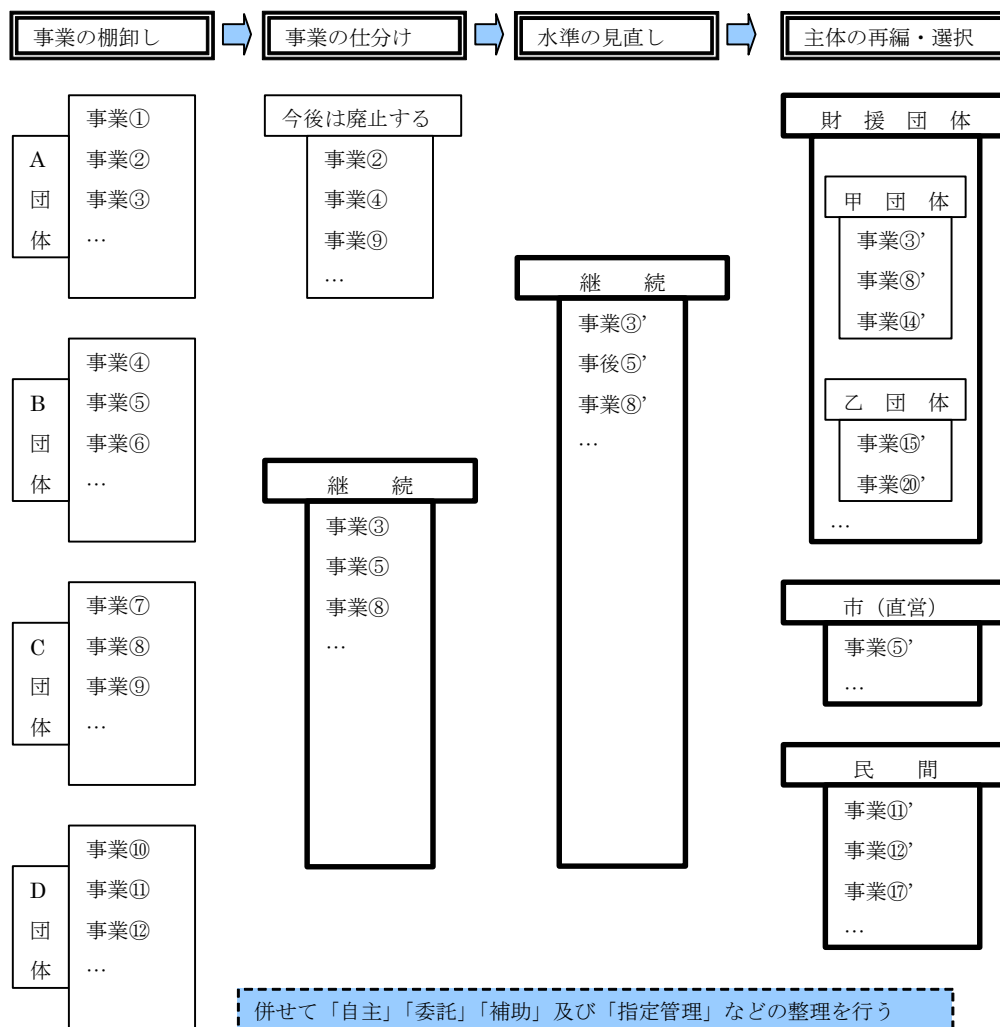 事業の棚卸し
事業の仕分け
水準の見直し
主体の再編・選択
A団体
事業①
事業②
事業③
…
B団体
事業④
事業⑤
事業⑥
…
C団体
事業⑦
事業⑧
事業⑨
…
D団体
事業⑩
事業⑪
事業⑫
…
今後は廃止する
事業②
事業④
事業⑨
…
継 続
事業③
事業⑤
事業⑧
…
継 続
事業③’
事後⑤’
事業⑧’
…
財 援 団 体
甲 団 体
事業③’
事業⑧’
事業⑭’
乙 団 体
事業⑮’
事業⑳’
…
市（直営）
事業⑤’
…
民 間
事業⑪’
事業⑫’
事業⑰’
…
併せて「自主」「委託」「補助」及び「指定管理」などの整理を行う